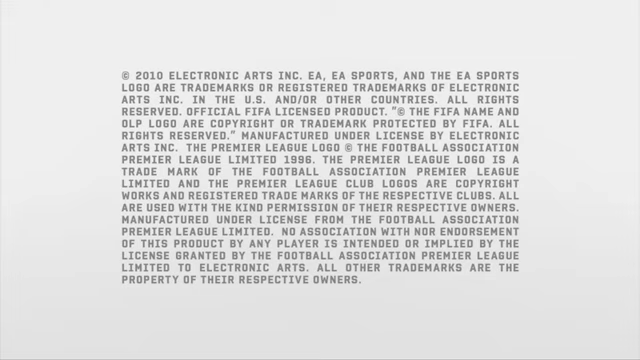 © 2010 ELECTRONIC ARTS INC. EA, EA SPORTS, AND THE EA SPORTS
LOGO ARE TRADEMARKS OR REGISTERED TRADEMARKS OF ELECTRONIC
ARTS INC. IN THE U.S. AND/OR OTHER COUNTRIES. ALL RIGHTS
RESERVED. OFFICIAL FIFA LICENSED PRODUCT. "© THE FIFA NAME AND
OLP LOGO ARE COPYRIGHT OR TRADEMARK PROTECTED BY FIFA. ALL
RIGHTS RESERVED." MANUFACTURED UNDER LICENSE BY ELECTRONIC
ARTS INC. THE PREMIER LEAGUE LOGO © THE FOOTBALL ASSOCIATION
PREMIER LEAGUE LIMITED 1996. THE PREMIER LEAGUE LOGO IS A
TRADE MARK OF THE FOOTBALL ASSOCIATION PREMIER LEAGUE
LIMITED AND THE PREMIER LEAGUE CLUB LOGOS ARE COPYRIGHT
WORKS AND REGISTERED TRADE MARKS OF THE RESPECTIVE CLUBS. ALL
ARE USED WITH THE KIND PERMISSION OF THEIR RESPECTIVE OWNERS.
MANUFACTURED UNDER LICENSE FROM THE FOOTBALL ASSOCIATION
PREMIER LEAGUE LIMITED. NO ASSOCIATION WITH NOR ENDORSEMENT
OF THIS PRODUCT BY ANY PLAYER IS INTENDED OR IMPLIED BY THE
LICENSE GRANTED BY THE FOOTBALL ASSOCIATION PREMIER LEAGUE
LIMITED TO ELECTRONIC ARTS. ALL OTHER TRADEMARKS ARE THE
PROPERTY OF THEIR RESPECTIVE OWNERS.